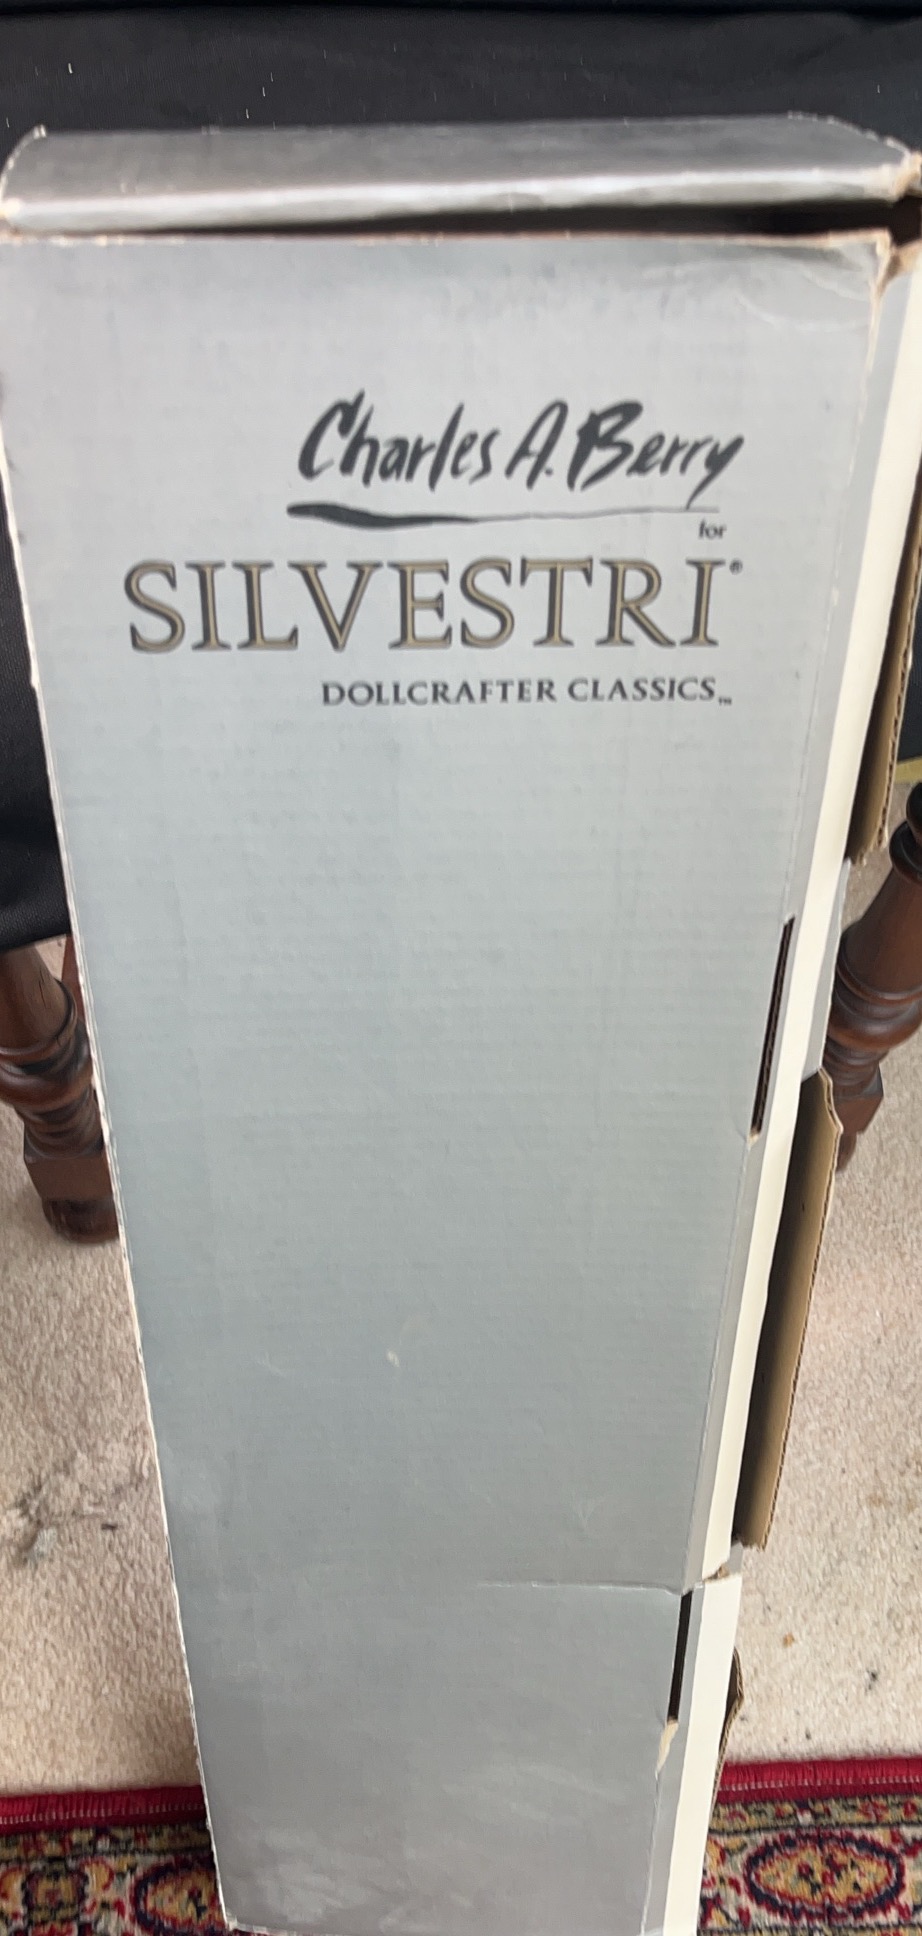 Charles A. Berry
for
SILVESTRI®
DOLLCRAFTER CLASSICS™